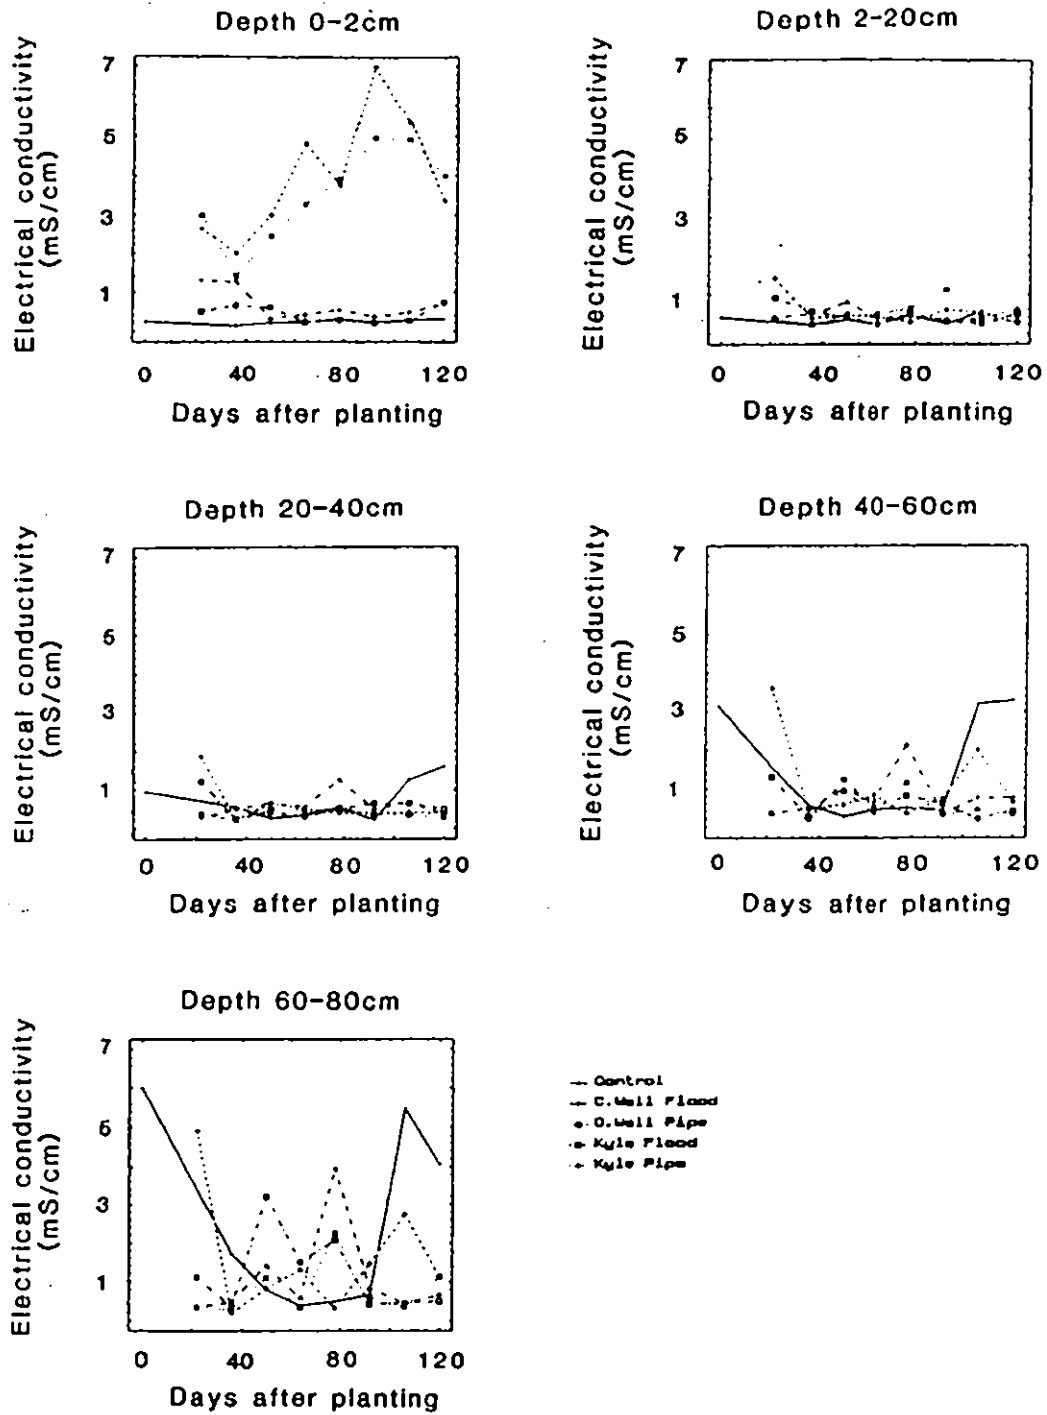 Depth 0-2cm
Electrical conductivity
(mS/cm)
7
5
3
1
0 40 80 120
Days after planting
Depth 2-20cm
Electrical conductivity
(mS/cm)
7
5
3
1
0 40 80 120
Days after planting
Depth 20-40cm
Electrical conductivity
(mS/cm)
7
5
3
1
0 40 80 120
Days after planting
Depth 40-60cm
Electrical conductivity
(mS/cm)
7
5
3
1
0 40 80 120
Days after planting
Depth 60-80cm
Electrical conductivity
(mS/cm)
7
5
3
1
0 40 80 120
Days after planting
Control
C.Well Flood
Pipe
Kyle Flood
Kyle Pipe